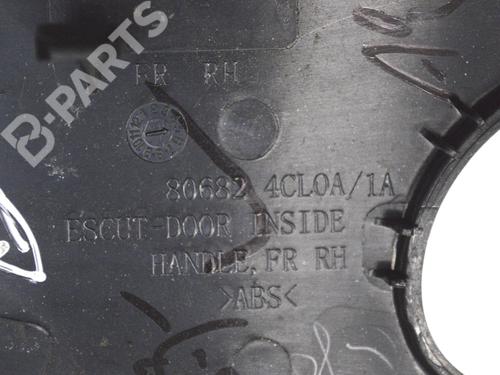 B-PARTS
FR RH
80682 4CL0A/1A
ESCUT-DOOR INSIDE
HANDLE, FR RH
>ABS<